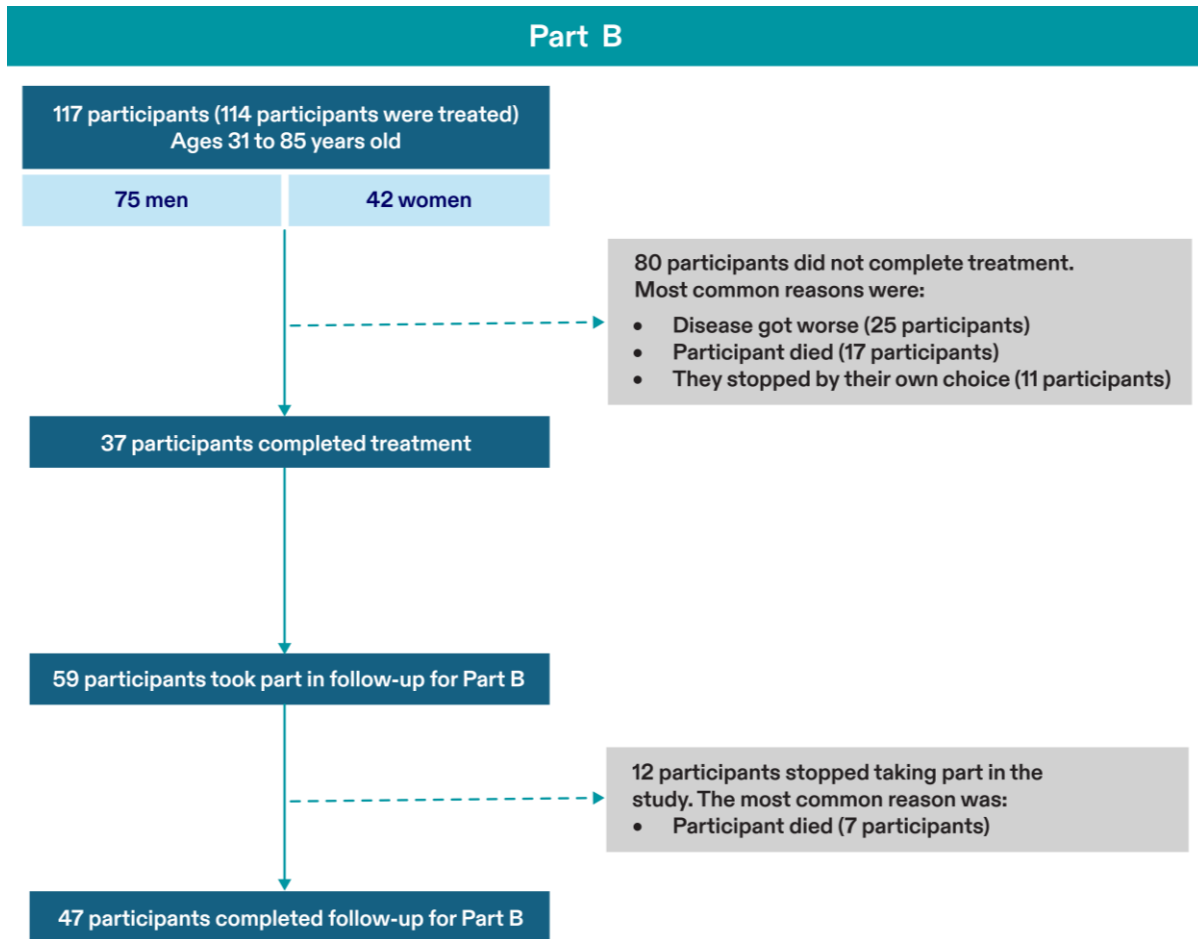 Part B
117 participants (114 participants were treated)
Ages 31 to 85 years old
75 men
42 women
80 participants did not complete treatment.
Most common reasons were:
• Disease got worse (25 participants)
• Participant died (17 participants)
• They stopped by their own choice (11 participants)
37 participants completed treatment
59 participants took part in follow-up for Part B
12 participants stopped taking part in the
study. The most common reason was:
• Participant died (7 participants)
47 participants completed follow-up for Part B